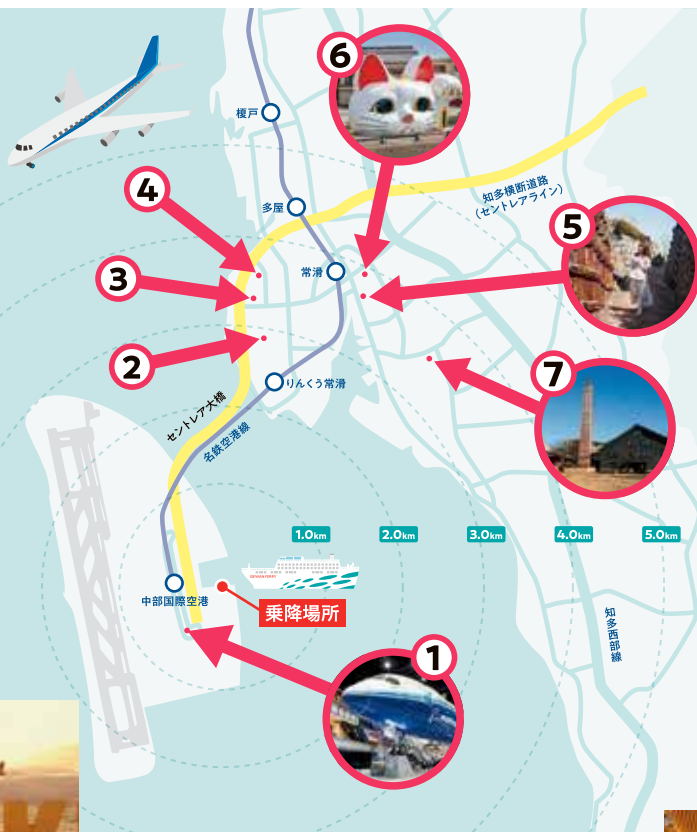 6
榎戸
4
多屋
知多横断道路
(セントレアライン)
5
3
常滑
2
7
りんくう常滑
セントレア大橋
名鉄空港線
1.0km
2.0km
3.0km
4.0km
5.0km
中部国際空港
乗降場所
知多西部線
1